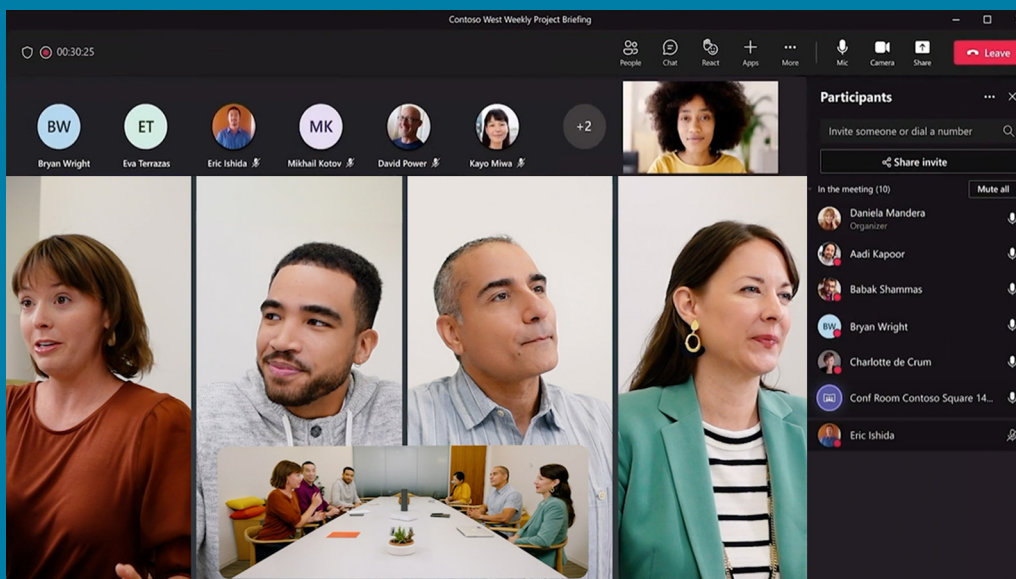 Contoso West Weekly Project Briefing
00:30:25
People
Chat
React
Apps
More
Mic
Camera
Share
Leave
BW
Bryan Wright
ET
Eva Terrazas
Eric Ishida
MK
Mikhail Kotov
David Power
Kayo Miwa
+2
Participants
Invite someone or dial a number
Share invite
In the meeting (10)
Mute all
Daniela Mandera
Organizer
Aadi Kapoor
Babak Shammas
BW
Bryan Wright
Charlotte de Crum
Conf Room Contoso Square 14...
Eric Ishida